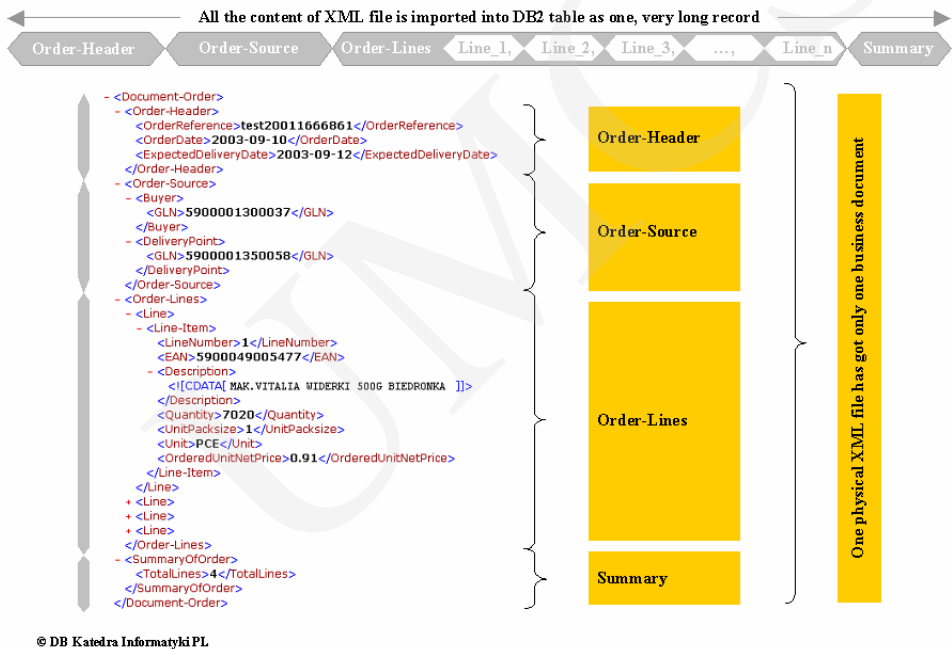 All the content of XML file is imported into DB2 table as one, very long record
Order-Header Order-Source Order-Lines Line_1, Line_2, Line_3, ..., Line_n Summary
- <Document-Order>
- <Order-Header>
<OrderReference>test20011666861</OrderReference>
<OrderDate>2003-09-10</OrderDate>
<ExpectedDeliveryDate>2003-09-12</ExpectedDeliveryDate>
</Order-Header>
- <Order-Source>
- <Buyer>
<GLN>5900001300037</GLN>
</Buyer>
- <DeliveryPoint>
<GLN>5900001350058</GLN>
</DeliveryPoint>
</Order-Source>
- <Order-Lines>
- <Line>
- <Line-Item>
<LineNumber>1</LineNumber>
<EAN>5900049005477</EAN>
- <Description>
<![CDATA[ MAK.VITALIA WIDERKI 500G BIEDRONKA ]]>
</Description>
<Quantity>7020</Quantity>
<UnitPacksize>1</UnitPacksize>
<Unit>PCE</Unit>
<OrderedUnitNetPrice>0.91</OrderedUnitNetPrice>
</Line-Item>
</Line>
+ <Line>
+ <Line>
+ <Line>
</Order-Lines>
- <SummaryOfOrder>
<TotalLines>4</TotalLines>
</SummaryOfOrder>
</Document-Order>
Order-Header
Order-Source
Order-Lines
Summary
One physical XML file has got only one business document
UMCS
© DB Katedra Informatyki PL